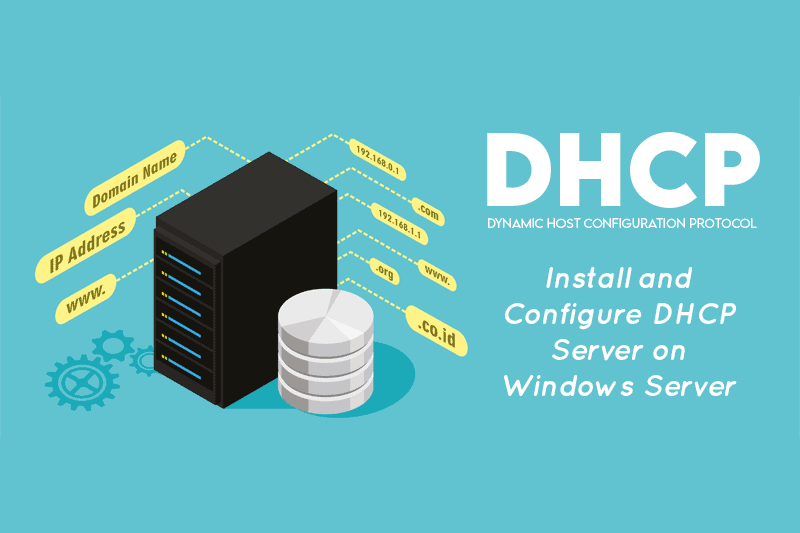 Domain Name
IP Address
www.
192.168.0.1
.com
192.168.1.1
www.
.org
.co.id
DHCP
DYNAMIC HOST CONFIGURATION PROTOCOL
Install and
Configure DHCP
Server on
Windows Server